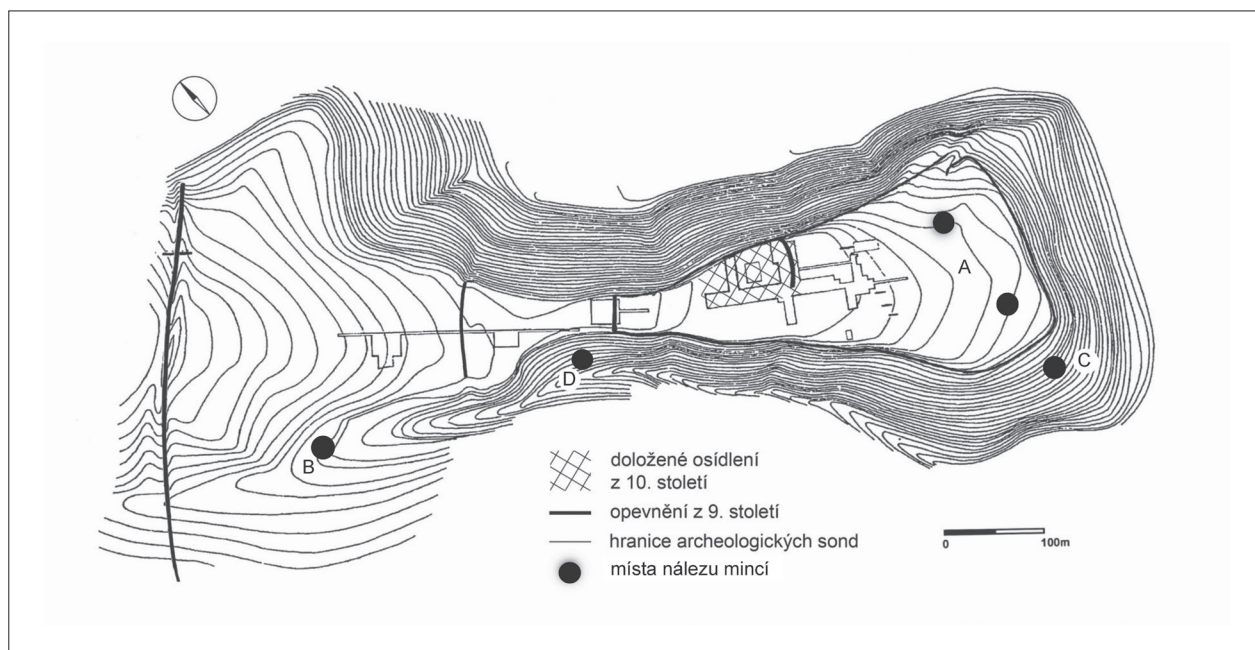 A
C
D
B
doložené osídlení
z 10. století
opevnění z 9. století
hranice archeologických sond
místa nálezu mincí
0 100m